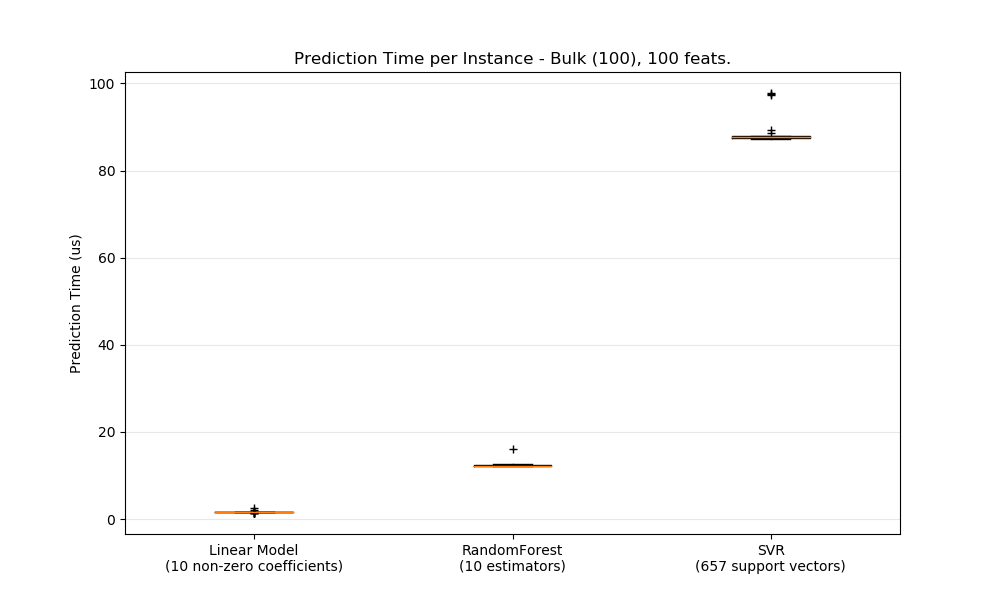 Prediction Time per Instance - Bulk (100), 100 feats.
100
80
60
40
20
0
Prediction Time (us)
Linear Model
(10 non-zero coefficients)
RandomForest
(10 estimators)
SVR
(657 support vectors)